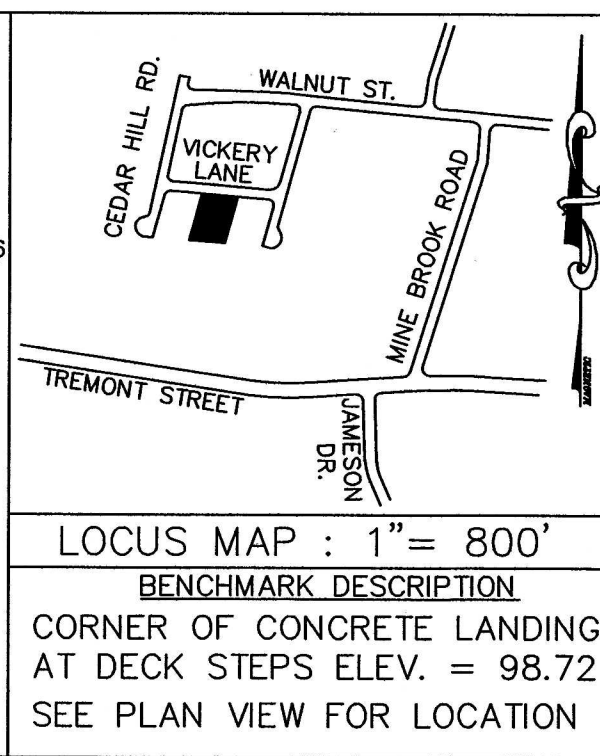 WALNUT ST.
CEDAR HILL RD.
VICKERY
LANE
MINE BROOK ROAD
MAGNETIC
TREMONT STREET
JAMESON
DR.
LOCUS MAP : 1"= 800'
BENCHMARK DESCRIPTION
CORNER OF CONCRETE LANDING
AT DECK STEPS ELEV. = 98.72
SEE PLAN VIEW FOR LOCATION